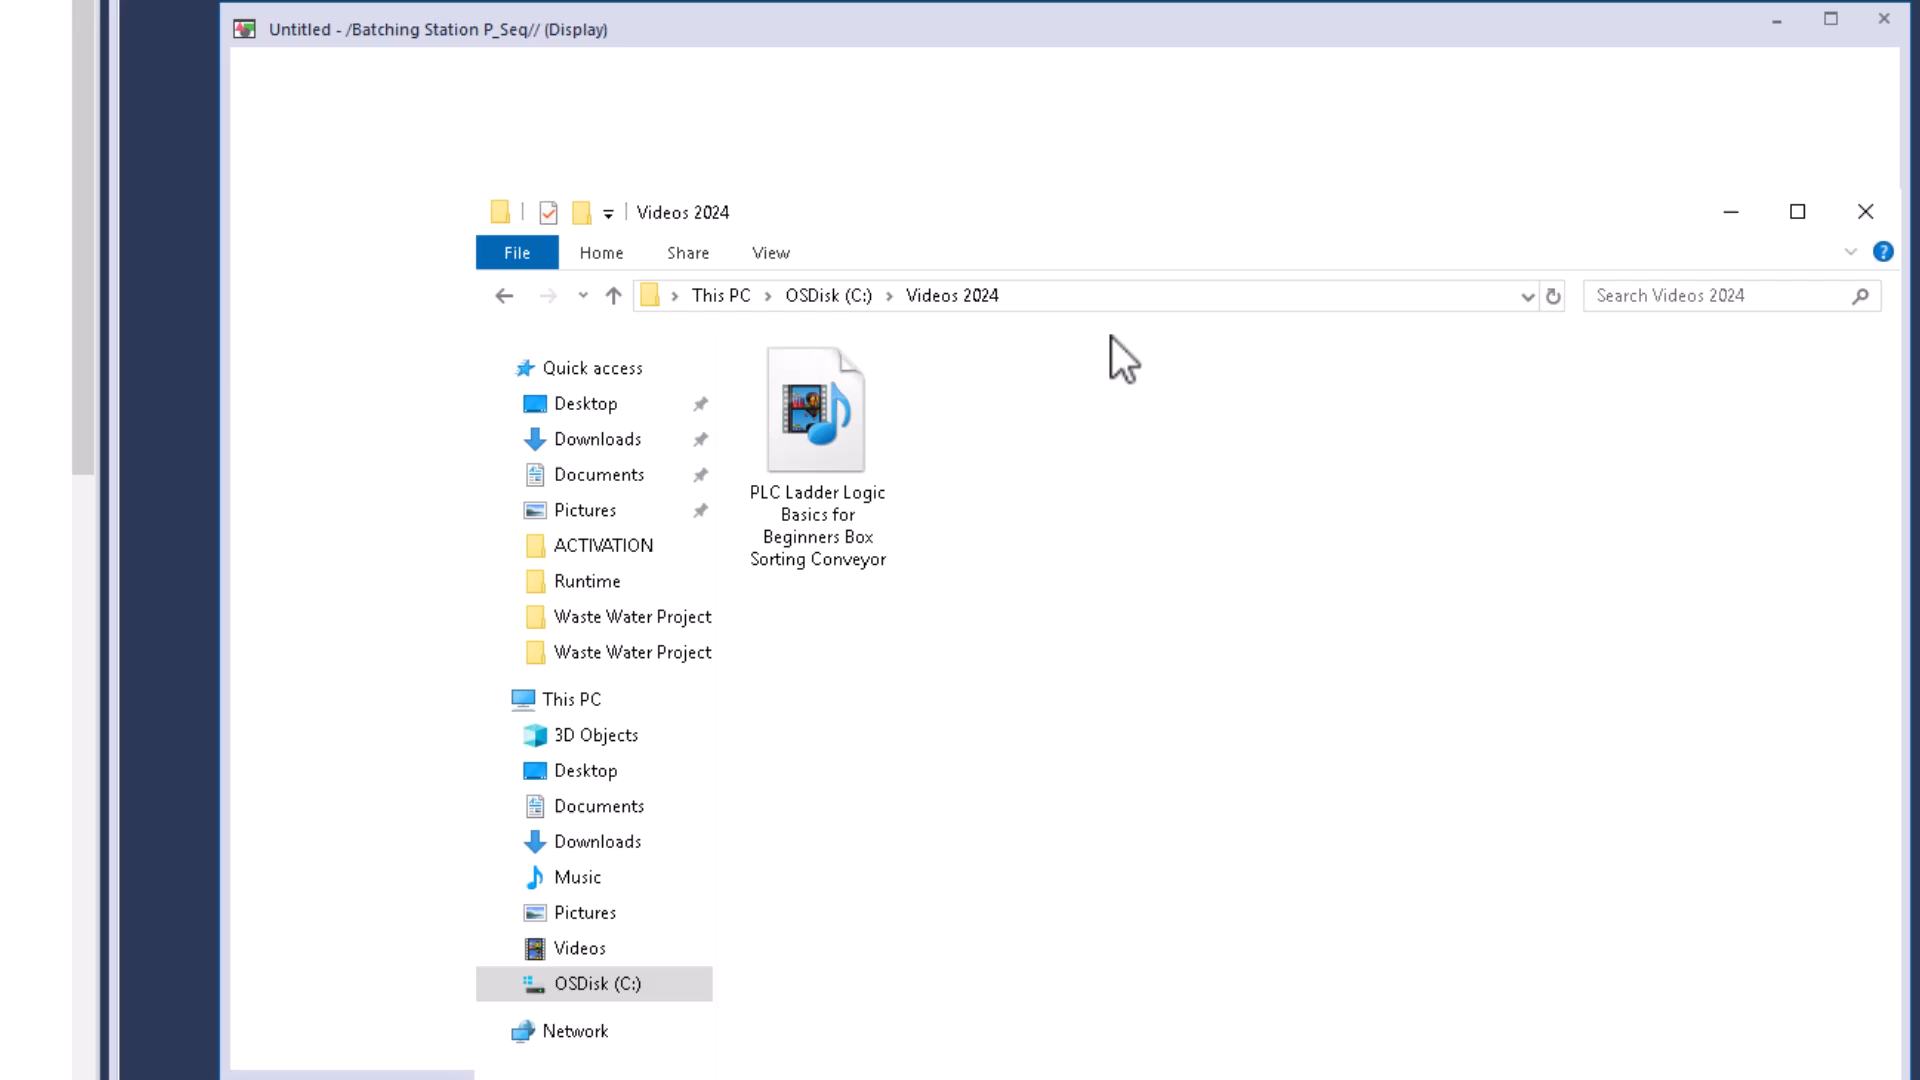 Untitled - /Batching Station P_Seq// (Display)
Videos 2024
File Home Share View
This PC OSDisk (C:) Videos 2024
Search Videos 2024
Quick access
Desktop
Downloads
Documents
Pictures
ACTIVATION
Runtime
Waste Water Project
Waste Water Project
This PC
3D Objects
Desktop
Documents
Downloads
Music
Pictures
Videos
OSDisk (C:)
Network
PLC Ladder Logic
Basics for
Beginners Box
Sorting Conveyor